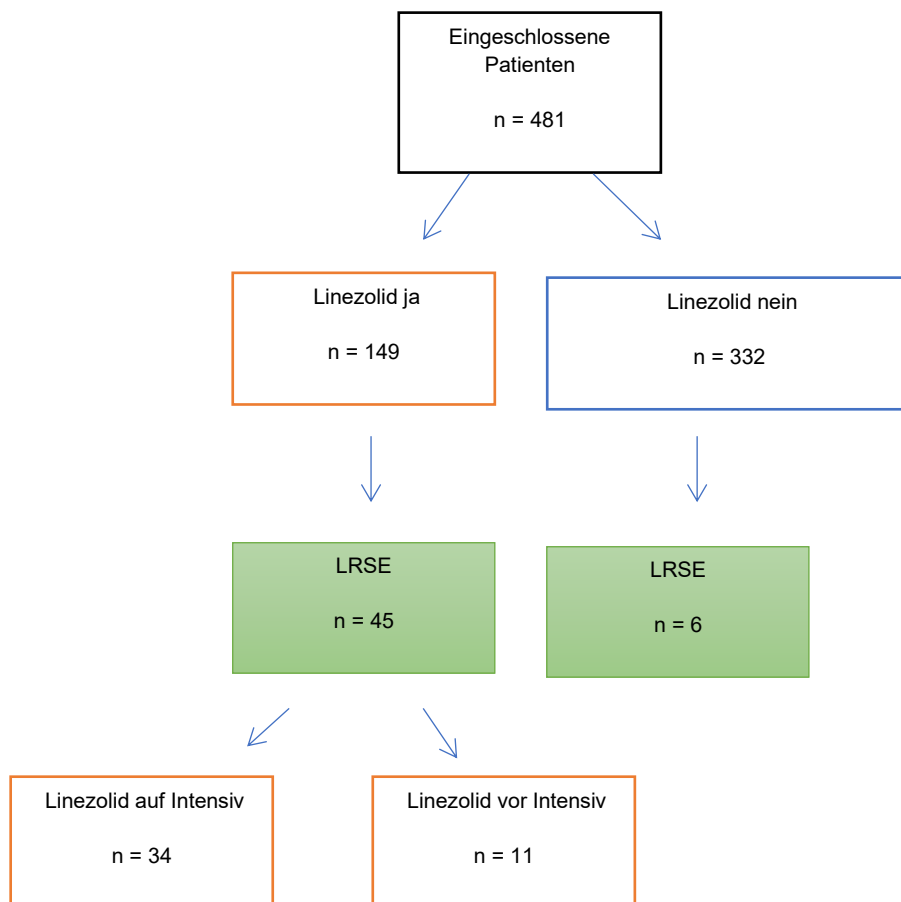 Eingeschlossene
Patienten
n = 481
Linezolid ja
n = 149
Linezolid nein
n = 332
LRSE
n = 45
LRSE
n = 6
Linezolid auf Intensiv
n = 34
Linezolid vor Intensiv
n = 11